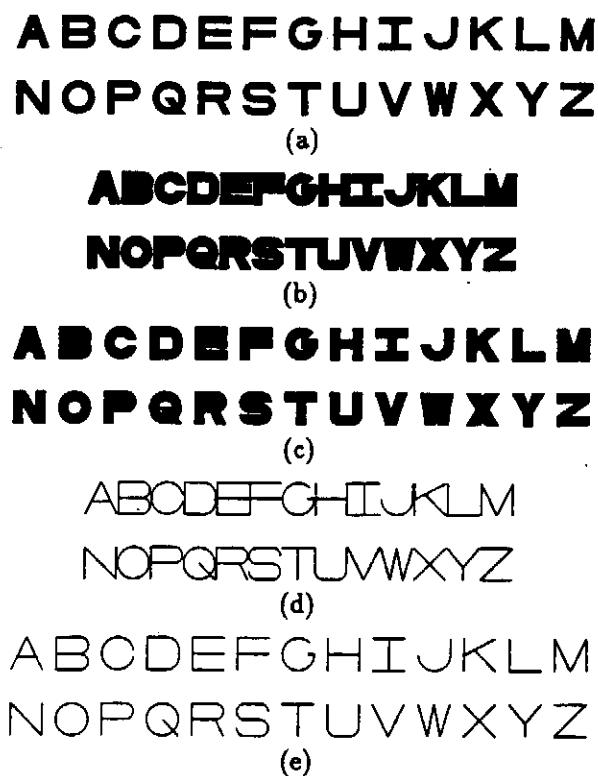 ABCDEFGHIJKLM
NOPQRSTUVWXYZ
(a)
ABCDEFGHIJKLM
NOPQRSTUVWXYZ
(b)
ABCDEFGHIJKLM
NOPQRSTUVWXYZ
(c)
ABCDEFGHIJKLM
NOPQRSTUVWXYZ
(d)
ABCDEFGHIJKLM
NOPQRSTUVWXYZ
(e)